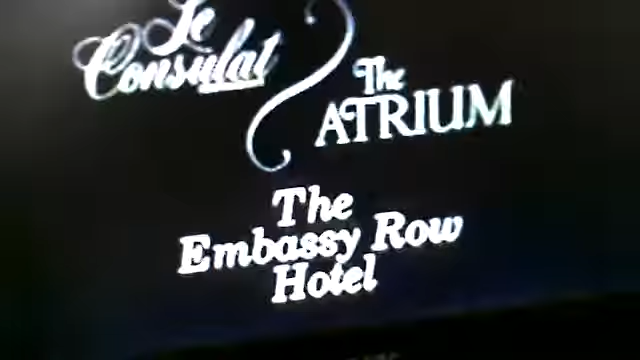 Le
Consulat
The
ATRIUM
The
Embassy Row
Hotel